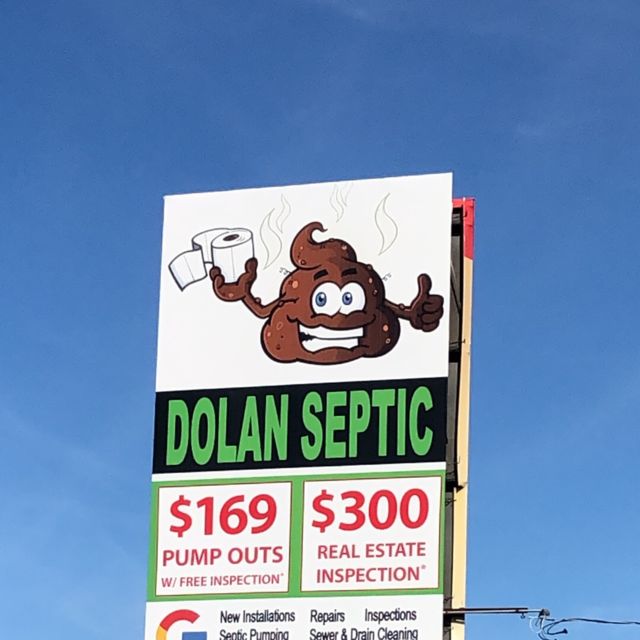 DOLAN SEPTIC
$169
PUMP OUTS
W/ FREE INSPECTION*
$300
REAL ESTATE
INSPECTION*
New Installations Repairs Inspections
Septic Pumping Sewer & Drain Cleaning